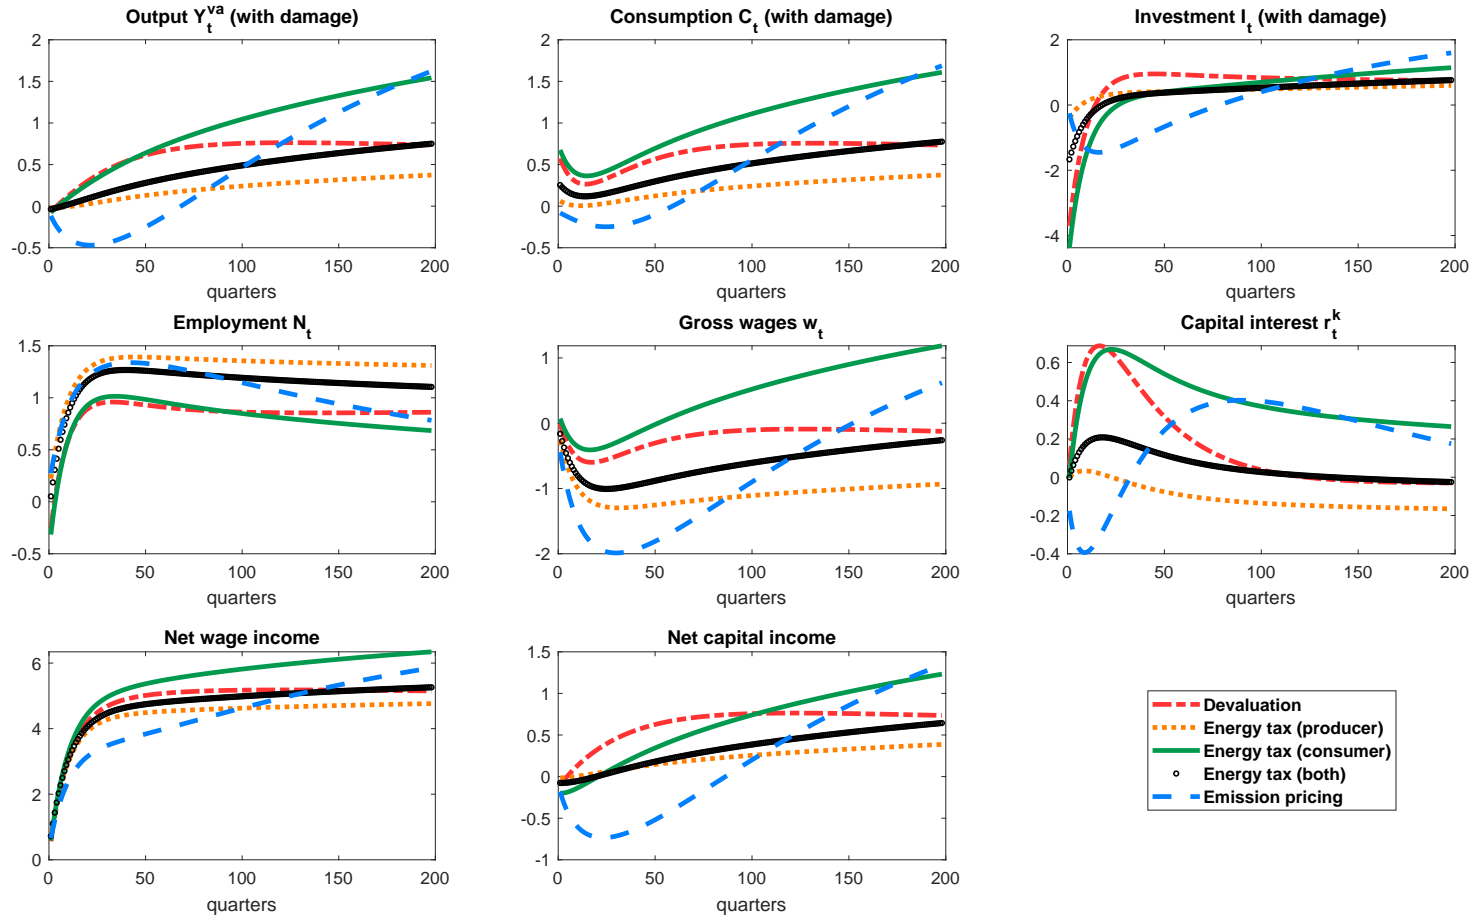 Output Y_t^va (with damage)
2
1.5
1
0.5
0
-0.5
0 50 100 150 200
quarters
Consumption C_t (with damage)
2
1.5
1
0.5
0
-0.5
0 50 100 150 200
quarters
Investment I_t (with damage)
2
0
-2
-4
0 50 100 150 200
quarters
Employment N_t
1.5
1
0.5
0
-0.5
0 50 100 150 200
quarters
Gross wages w_t
1
0
-1
-2
0 50 100 150 200
quarters
Capital interest r_t^k
0.6
0.4
0.2
0
-0.2
-0.4
0 50 100 150 200
quarters
Net wage income
6
4
2
0
0 50 100 150 200
quarters
Net capital income
1.5
1
0.5
0
-0.5
-1
0 50 100 150 200
quarters
Devaluation
Energy tax (producer)
Energy tax (consumer)
Energy tax (both)
Emission pricing